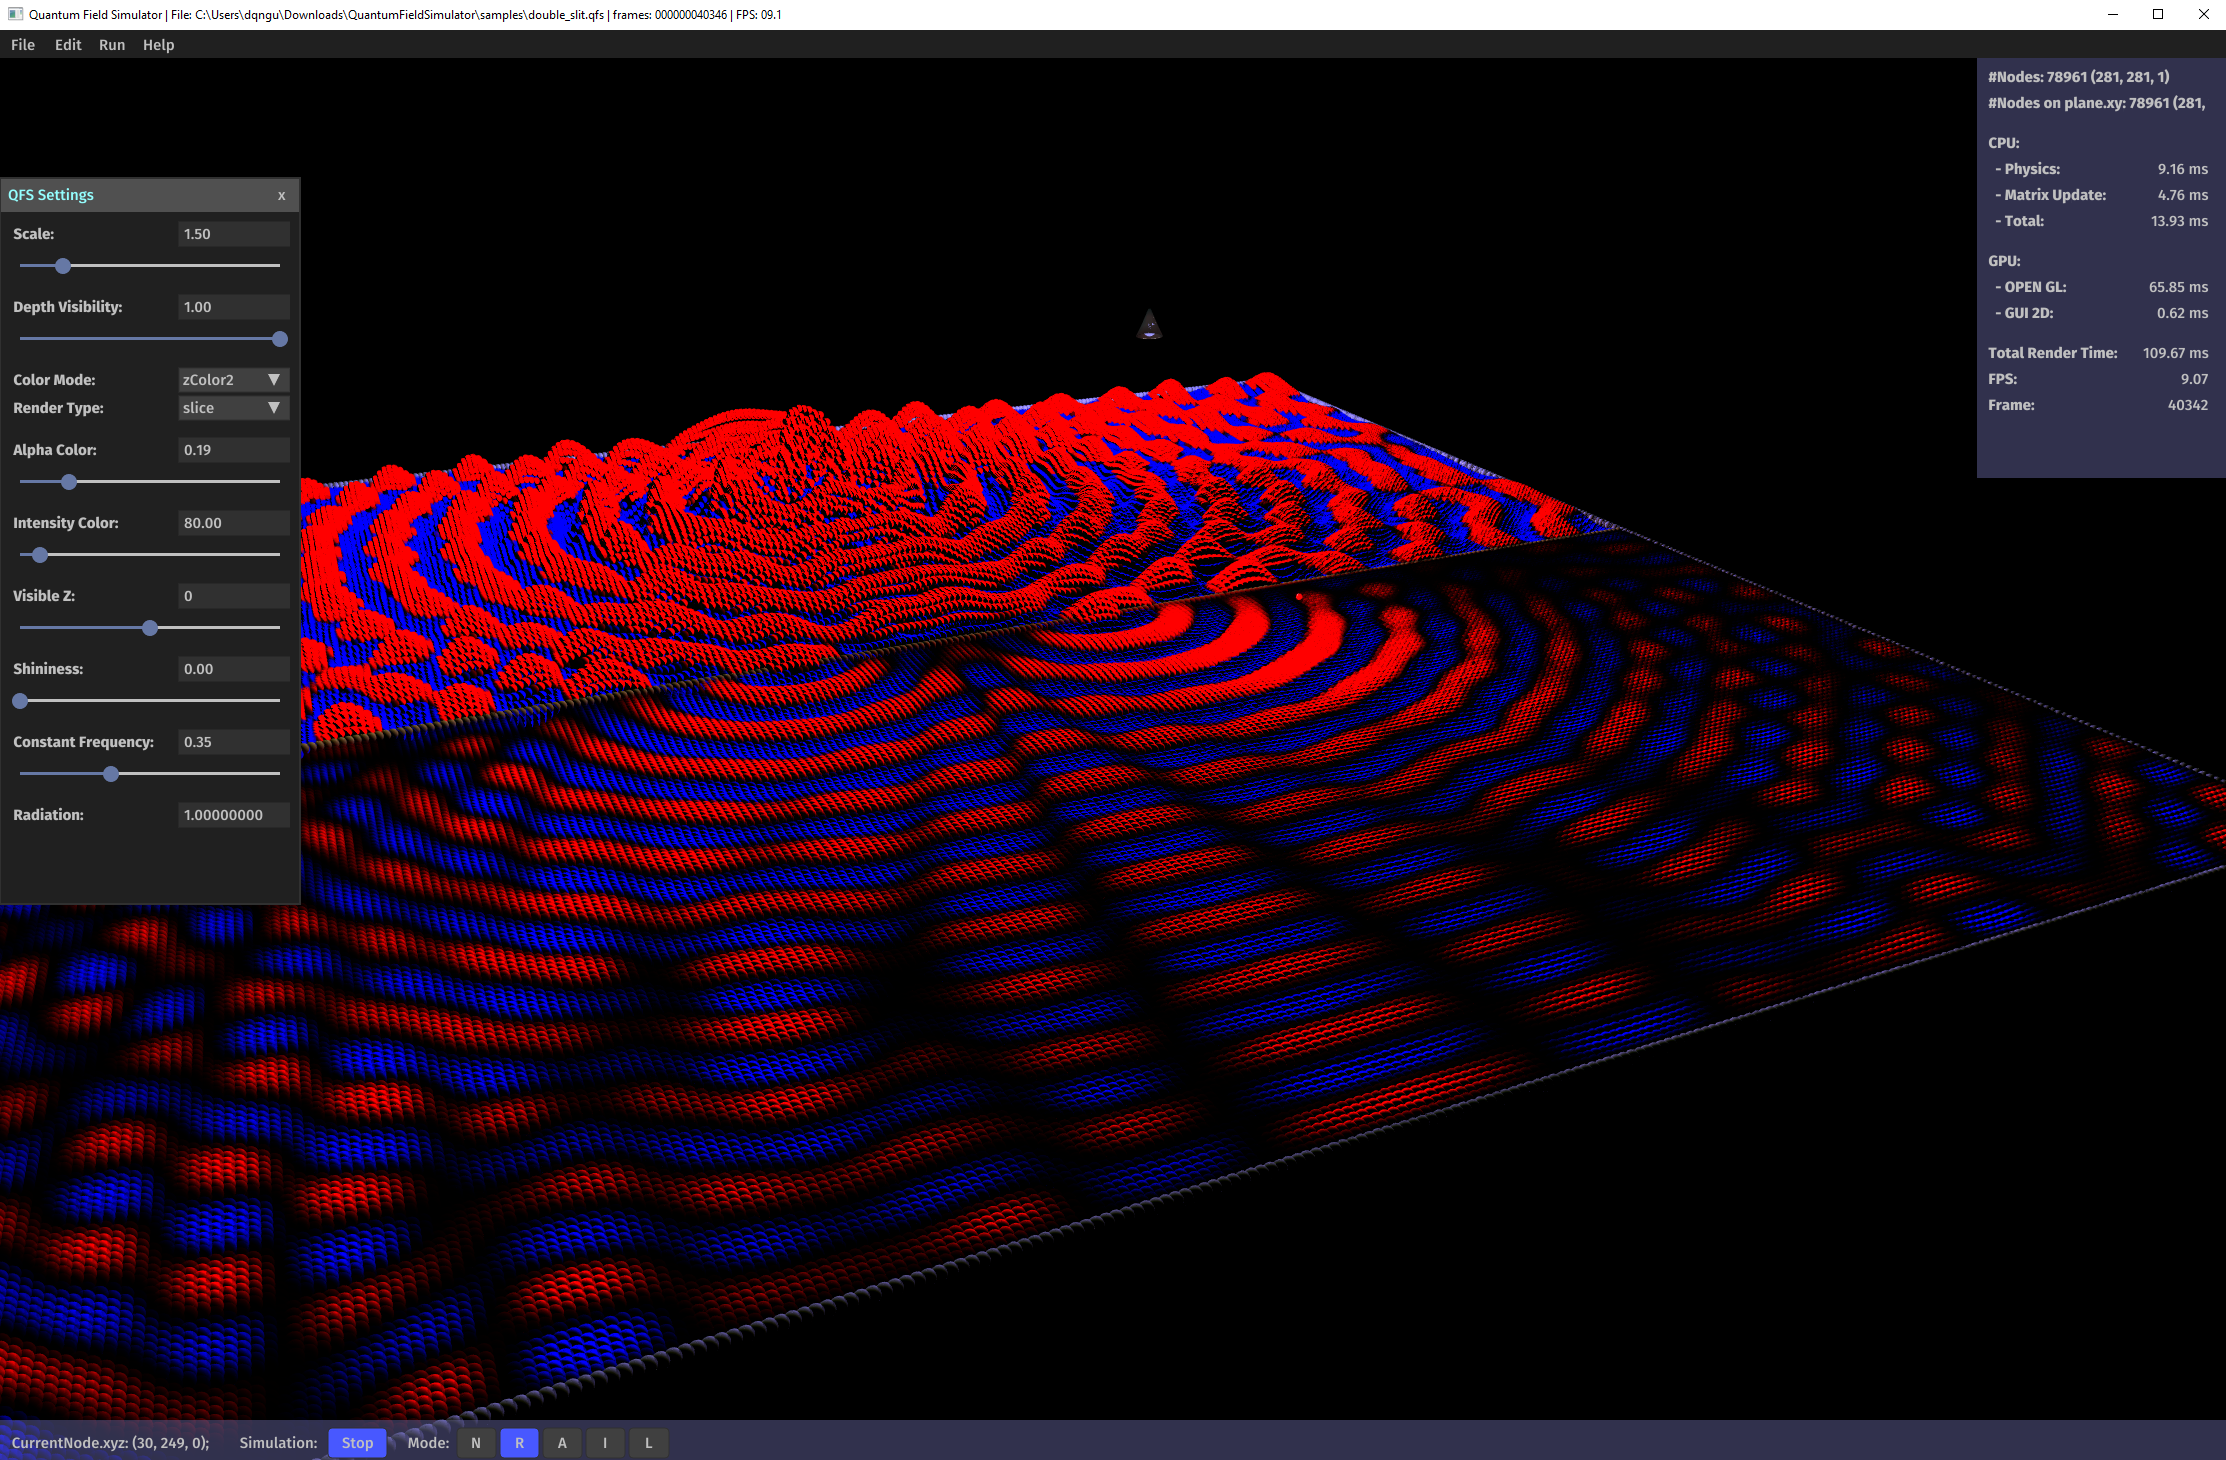 Quantum Field Simulator | File: C:\Users\dqngu\Downloads\QuantumFieldSimulator\samples\double_slit.qfs | frames: 000000040346 | FPS: 09.1
File Edit Run Help
#Nodes: 78961 (281, 281, 1)
#Nodes on plane.xy: 78961 (281,
CPU:
- Physics: 9.16 ms
- Matrix Update: 4.76 ms
- Total: 13.93 ms
GPU:
- OPEN GL: 65.85 ms
- GUI 2D: 0.62 ms
Total Render Time: 109.67 ms
FPS: 9.07
Frame: 40342
QFS Settings x
Scale: 1.50
Depth Visibility: 1.00
Color Mode: zColor2
Render Type: slice
Alpha Color: 0.19
Intensity Color: 80.00
Visible Z: 0
Shininess: 0.00
Constant Frequency: 0.35
Radiation: 1.00000000
CurrentNode.xyz: (30, 249, 0); Simulation: Stop Mode: N R A I L